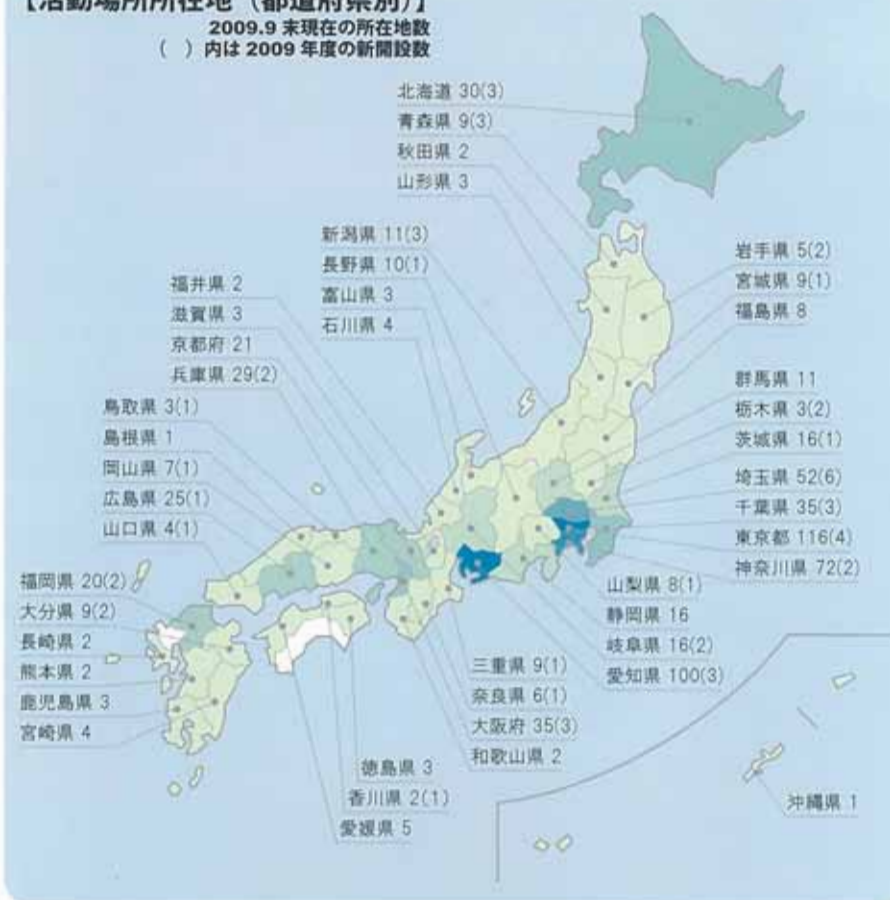 【活動場所所在地（都道府県別）】
2009.9 末現在の所在地数
（　）内は 2009 年度の新開設数
北海道 30(3)
青森県 9(3)
秋田県 2
山形県 3
新潟県 11(3)
長野県 10(1)
富山県 3
石川県 4
岩手県 5(2)
宮城県 9(1)
福島県 8
福井県 2
滋賀県 3
京都府 21
兵庫県 29(2)
群馬県 11
栃木県 3(2)
茨城県 16(1)
鳥取県 3(1)
島根県 1
岡山県 7(1)
広島県 25(1)
山口県 4(1)
埼玉県 52(6)
千葉県 35(3)
東京都 116(4)
神奈川県 72(2)
福岡県 20(2)
大分県 9(2)
長崎県 2
熊本県 2
鹿児島県 3
宮崎県 4
山梨県 8(1)
静岡県 16
岐阜県 16(2)
愛知県 100(3)
三重県 9(1)
奈良県 6(1)
大阪府 35(3)
和歌山県 2
徳島県 3
香川県 2(1)
愛媛県 5
沖縄県 1